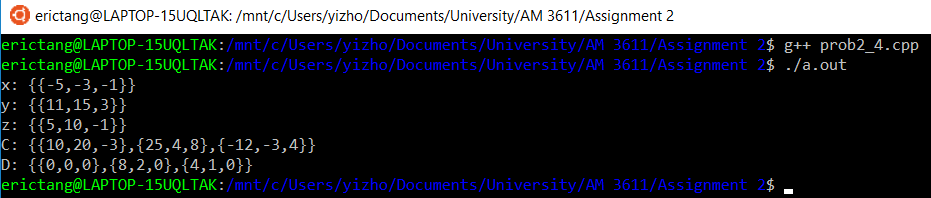 erictang@LAPTOP-15UQLTAK: /mnt/c/Users/yizho/Documents/University/AM 3611/Assignment 2
erictang@LAPTOP-15UQLTAK:/mnt/c/Users/yizho/Documents/University/AM 3611/Assignment 2$ g++ prob2_4.cpp
erictang@LAPTOP-15UQLTAK:/mnt/c/Users/yizho/Documents/University/AM 3611/Assignment 2$ ./a.out
x: {{-5,-3,-1}}
y: {{11,15,3}}
z: {{5,10,-1}}
C: {{10,20,-3},{25,4,8},{-12,-3,4}}
D: {{0,0,0},{8,2,0},{4,1,0}}
erictang@LAPTOP-15UQLTAK:/mnt/c/Users/yizho/Documents/University/AM 3611/Assignment 2$